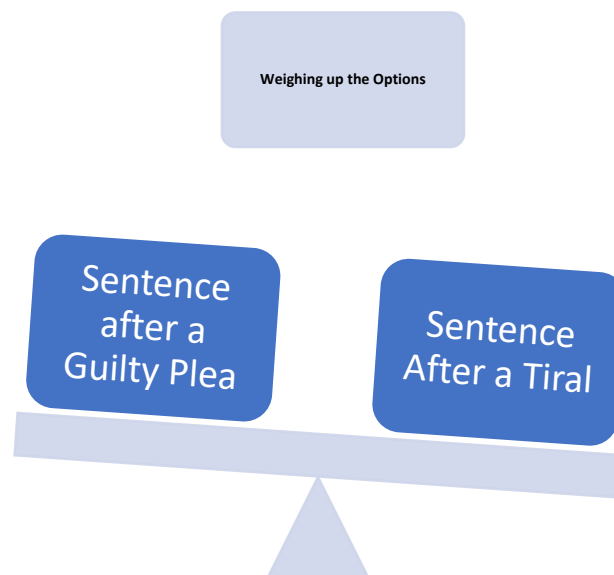 Weighing up the Options
Sentence
after a
Guilty Plea
Sentence
After a Tiral